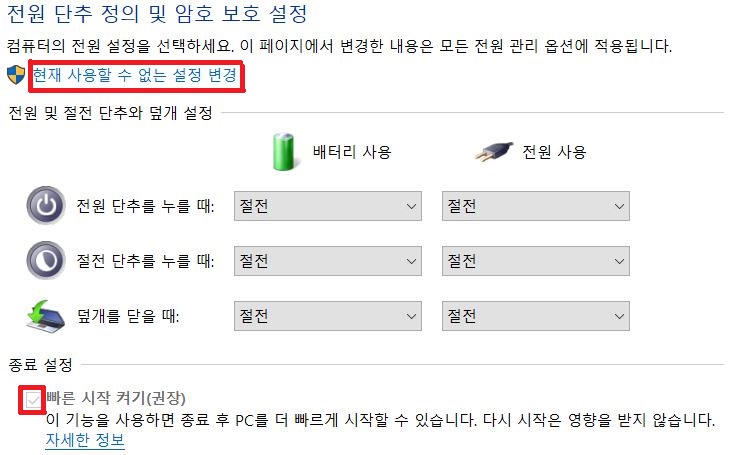 전원 단추 정의 및 암호 보호 설정
컴퓨터의 전원 설정을 선택하세요. 이 페이지에서 변경한 내용은 모든 전원 관리 옵션에 적용됩니다.
현재 사용할 수 없는 설정 변경
전원 및 절전 단추와 덮개 설정
배터리 사용 전원 사용
전원 단추를 누를 때: 절전 절전
절전 단추를 누를 때: 절전 절전
덮개를 닫을 때: 절전 절전
종료 설정
빠른 시작 켜기(권장)
이 기능을 사용하면 종료 후 PC를 더 빠르게 시작할 수 있습니다. 다시 시작은 영향을 받지 않습니다.
자세한 정보